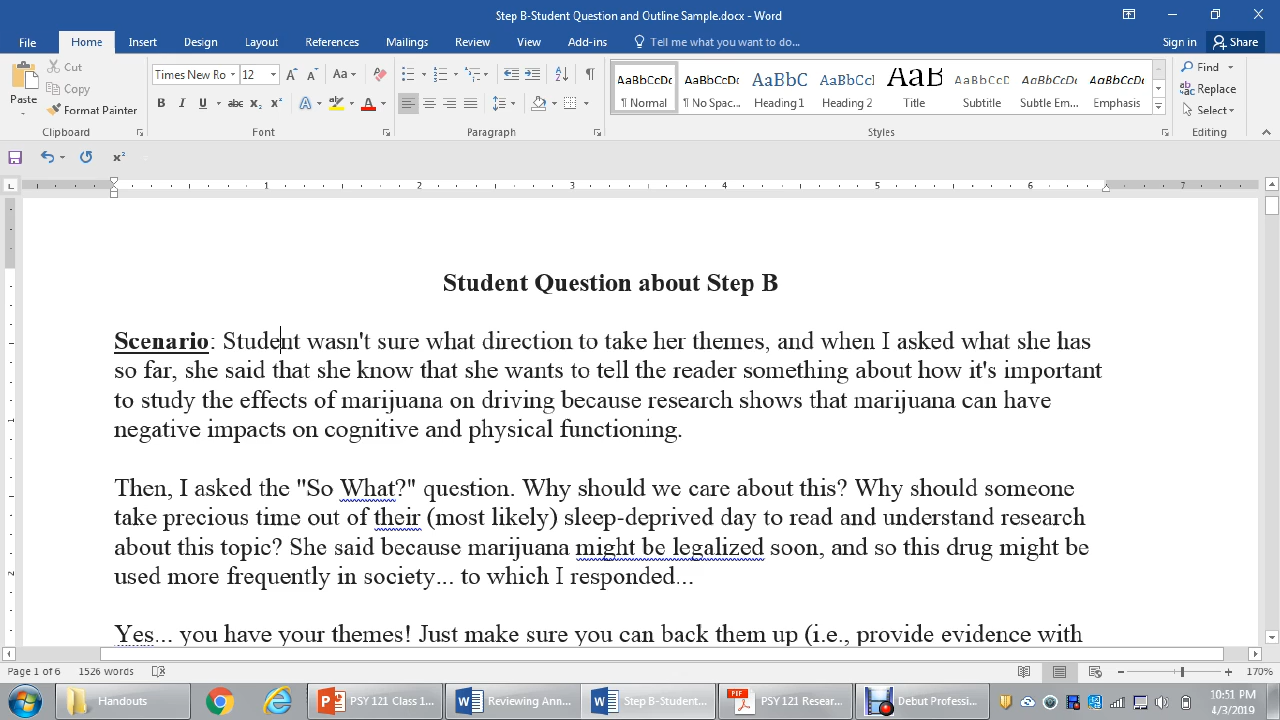 Step B-Student Question and Outline Sample.docx - Word
File Home Insert Design Layout References Mailings Review View Add-ins Tell me what you want to do... Sign in Share
Cut
Copy
Format Painter
Paste
Times New Ro 12
AaBbCcDc AaBbCcDc AaBbC AaBbCcI AaB AaBbCcD AaBbCcDc AaBbCcDc
¶ Normal ¶ No Spac... Heading 1 Heading 2 Title Subtitle Subtle Em... Emphasis
Find
Replace
Select
Clipboard Font Paragraph Styles Editing
1 2 3 4 5 6 7
Student Question about Step B
Scenario: Student wasn't sure what direction to take her themes, and when I asked what she has
so far, she said that she know that she wants to tell the reader something about how it's important
to study the effects of marijuana on driving because research shows that marijuana can have
negative impacts on cognitive and physical functioning.
Then, I asked the "So What?" question. Why should we care about this? Why should someone
take precious time out of their (most likely) sleep-deprived day to read and understand research
about this topic? She said because marijuana might be legalized soon, and so this drug might be
used more frequently in society... to which I responded...
Yes... you have your themes! Just make sure you can back them up (i.e., provide evidence with
Page 1 of 6 1526 words 170%
Handouts PSY 121 Class 1... Reviewing Ann... Step B-Student... PSY 121 Resear... Debut Professi...
10:51 PM
4/3/2019